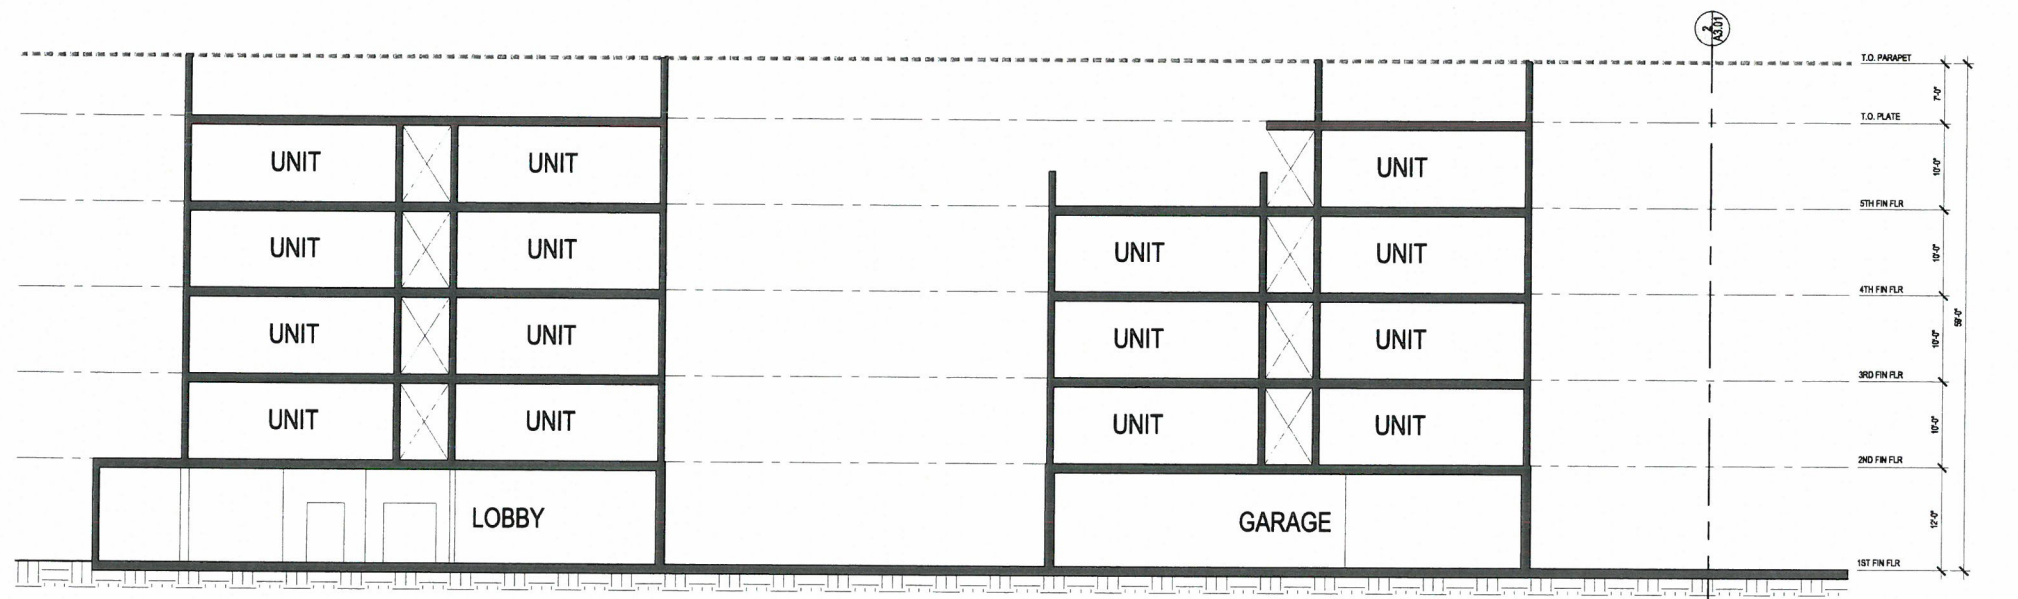 2
A3.01
T.O. PARAPET
7'-0"
T.O. PLATE
UNIT UNIT UNIT
10'-0"
5TH FIN FLR
UNIT UNIT UNIT UNIT
10'-0"
4TH FIN FLR
59'-0"
UNIT UNIT UNIT UNIT
10'-0"
3RD FIN FLR
UNIT UNIT UNIT UNIT
10'-0"
2ND FIN FLR
LOBBY GARAGE
12'-0"
1ST FIN FLR